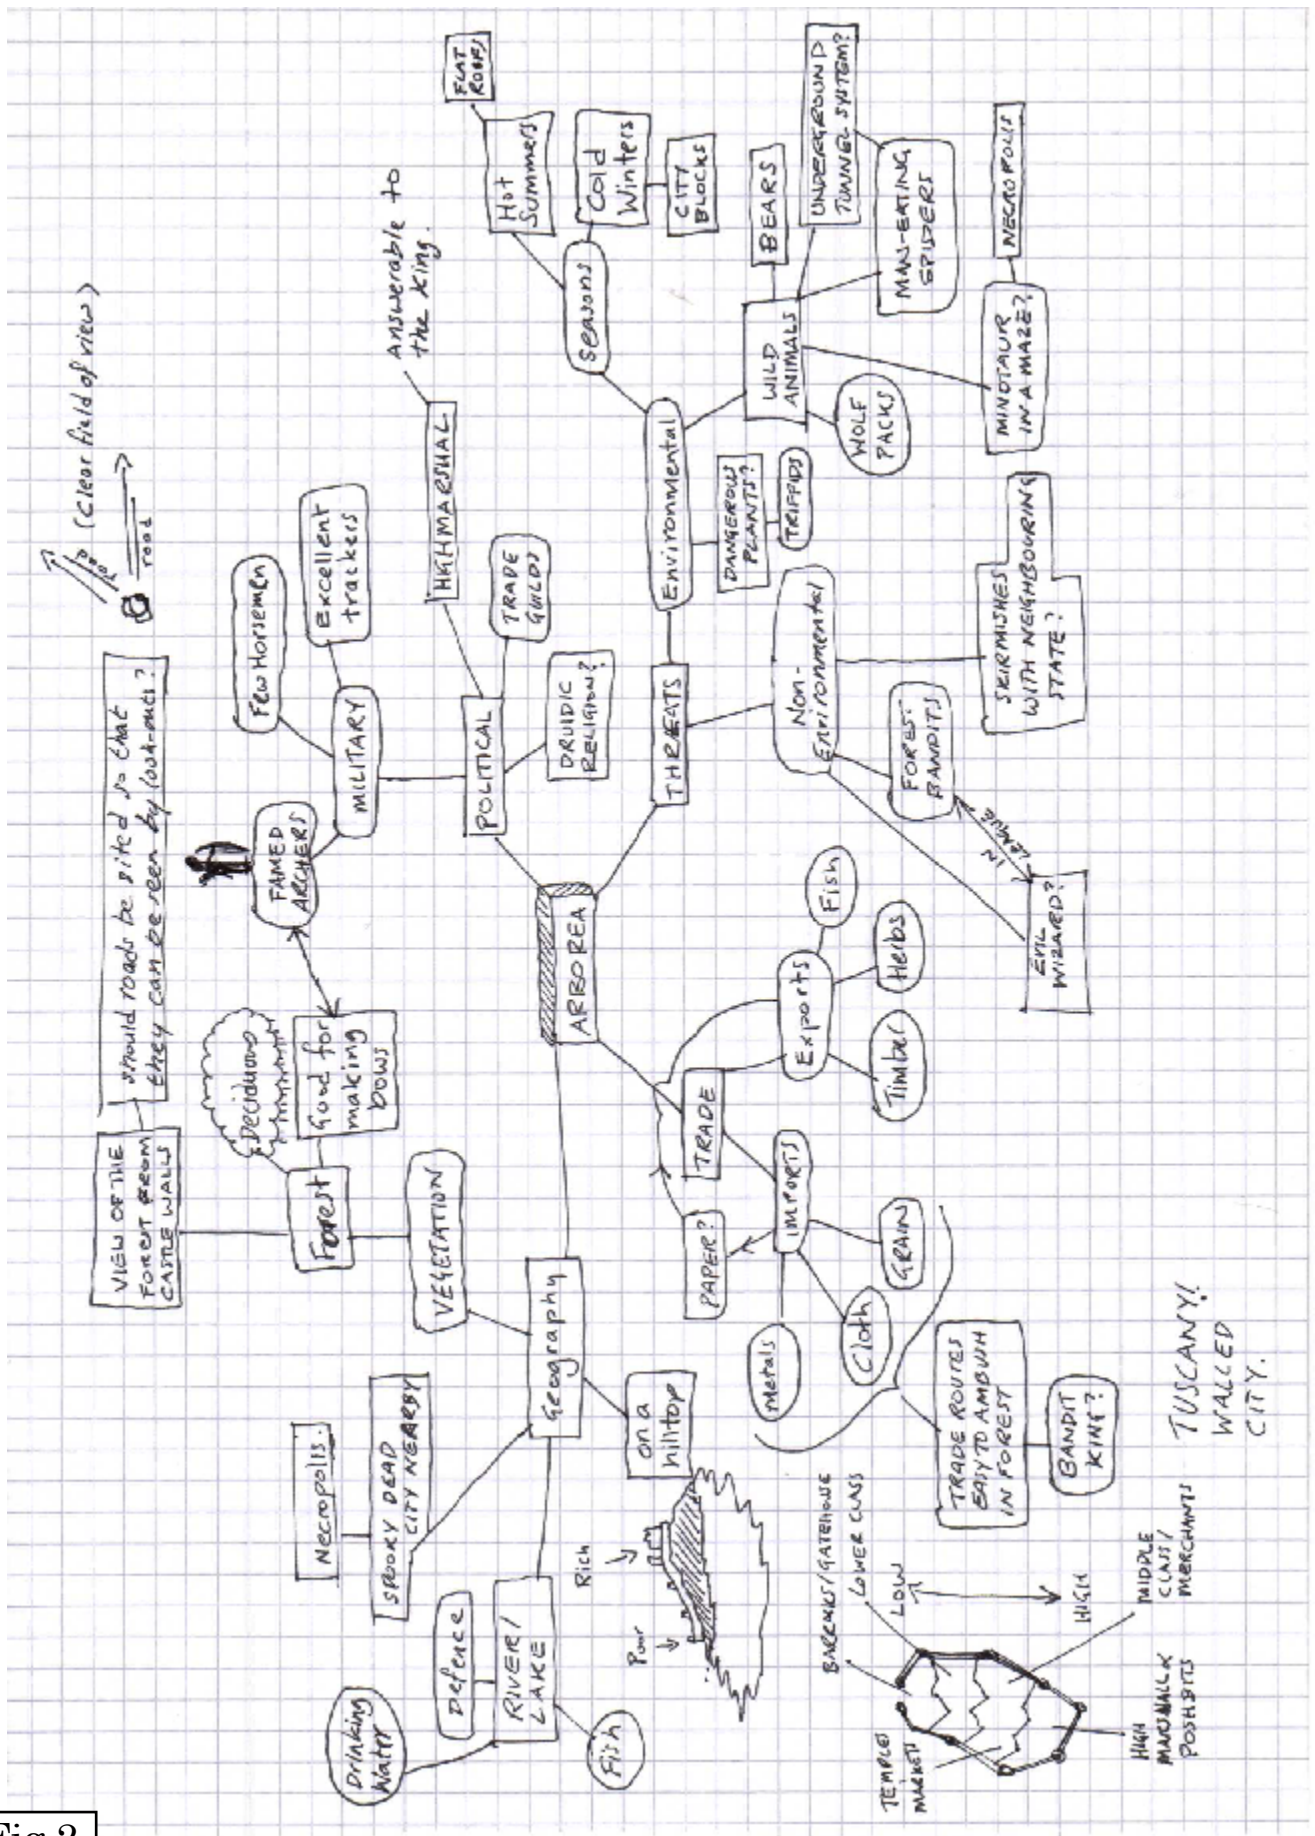 (Clear field of view)
road
road
should roads be sited so that
they can be seen by look-outs?
VIEW OF THE
FOREST FROM
CASTLE WALLS
Deciduous
Forest
Good for
making
bows
VEGETATION
FAMED
ARCHERS
Few Horsemen
Excellent
trackers
MILITARY
POLITICAL
HIGHMARSHAL
Answerable to
the King.
TRADE
GUILDS
DRUIDIC
RELIGION?
Necropolis.
SPOOKY DEAD
CITY NEARBY
Geography
Drinking
Water
Defence
RIVER/
LAKE
Fish
on a
hilltop
Rich
Poor
ARBOREA
THREATS
Environmental
Seasons
Hot
Summers
FLAT
ROOFS
Cold
Winters
CITY
BLOCKS
WILD
ANIMALS
BEARS
UNDERGROUND
TUNNEL SYSTEM?
MAN-EATING
SPIDERS
MINOTAUR
IN A MAZE?
NECROPOLIS
WOLF
PACKS
DANGEROUS
PLANTS?
TRIFFIDS
Non-
Environmental
SKIRMISHES
WITH NEIGHBOURING
STATE?
FOREST
BANDITS
IN
LEAGUE
EVIL
WIZARD?
TRADE
Exports
Fish
Herbs
Timber
PAPER?
IMPORTS
Metals
Cloth
GRAIN
TRADE ROUTES
EASY TO AMBUSH
IN FOREST
BANDIT
KING?
TUSCANY!
WALLED
CITY.
BARRACKS/GATEHOUSE
LOWER CLASS
LOW
HIGH
MIDDLE
CLASS/
MERCHANTS
TEMPLE
MARKET
HIGH
MARSHALL &
POSH BITS